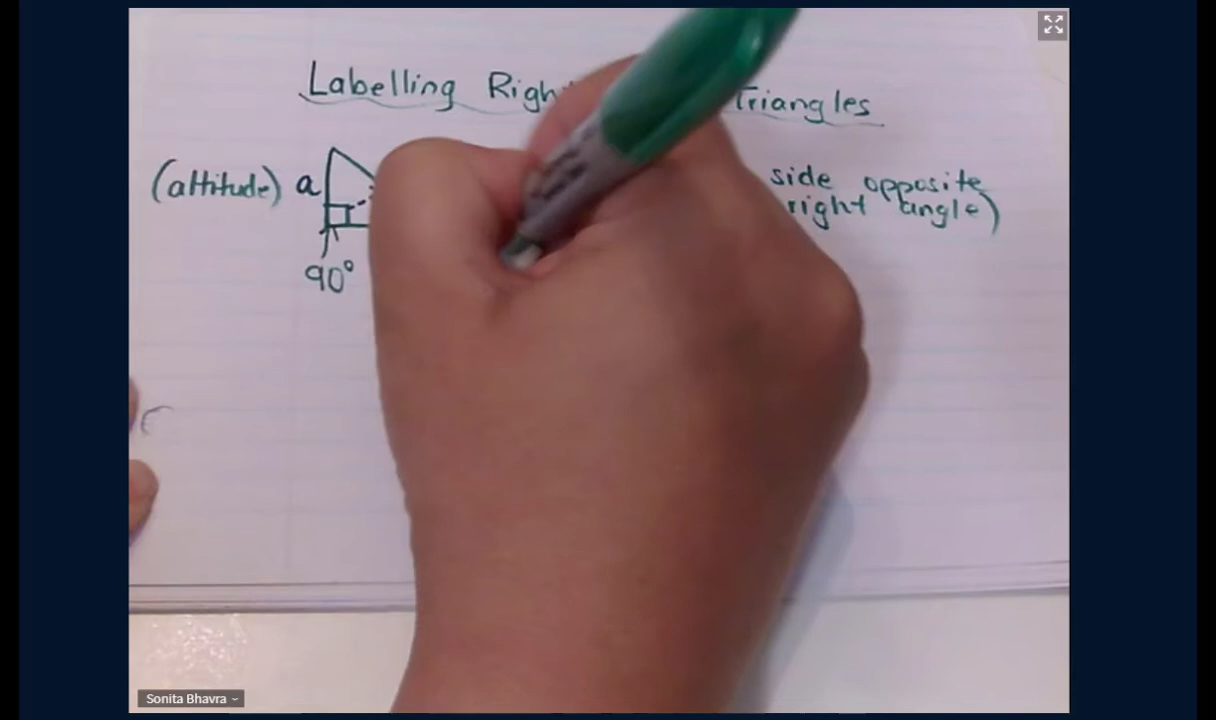 Labelling Righ Triangles
(altitude) a side opposite
right angle)
90°
Sonita Bhavra